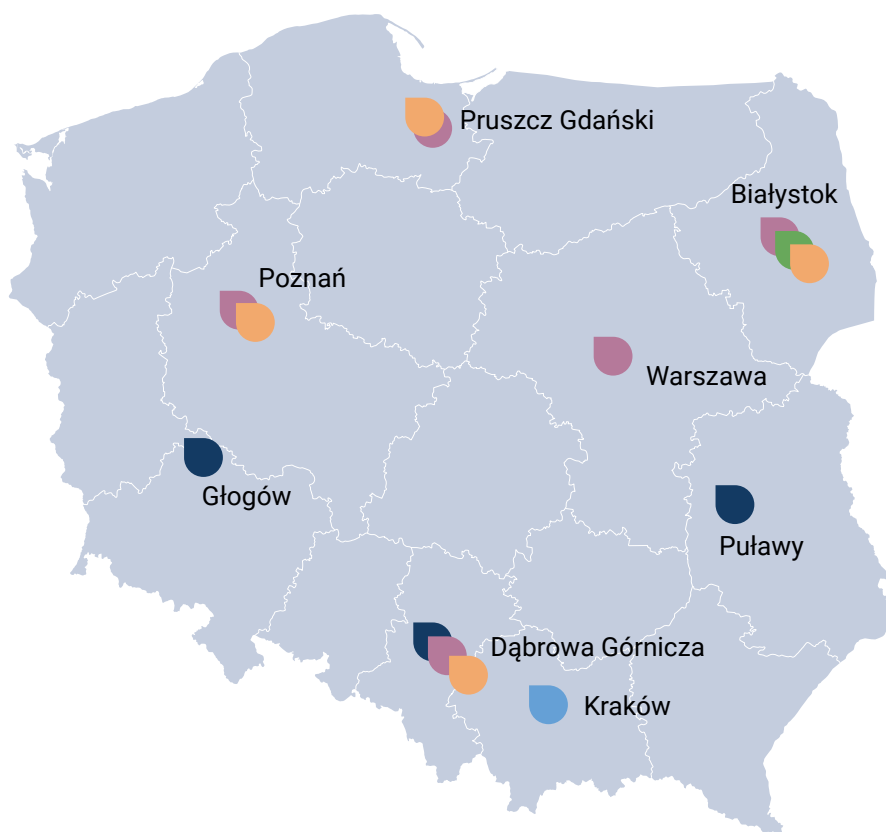 Pruszcz Gdański
Białystok
Poznań
Warszawa
Głogów
Puławy
Dąbrowa Górnicza
Kraków